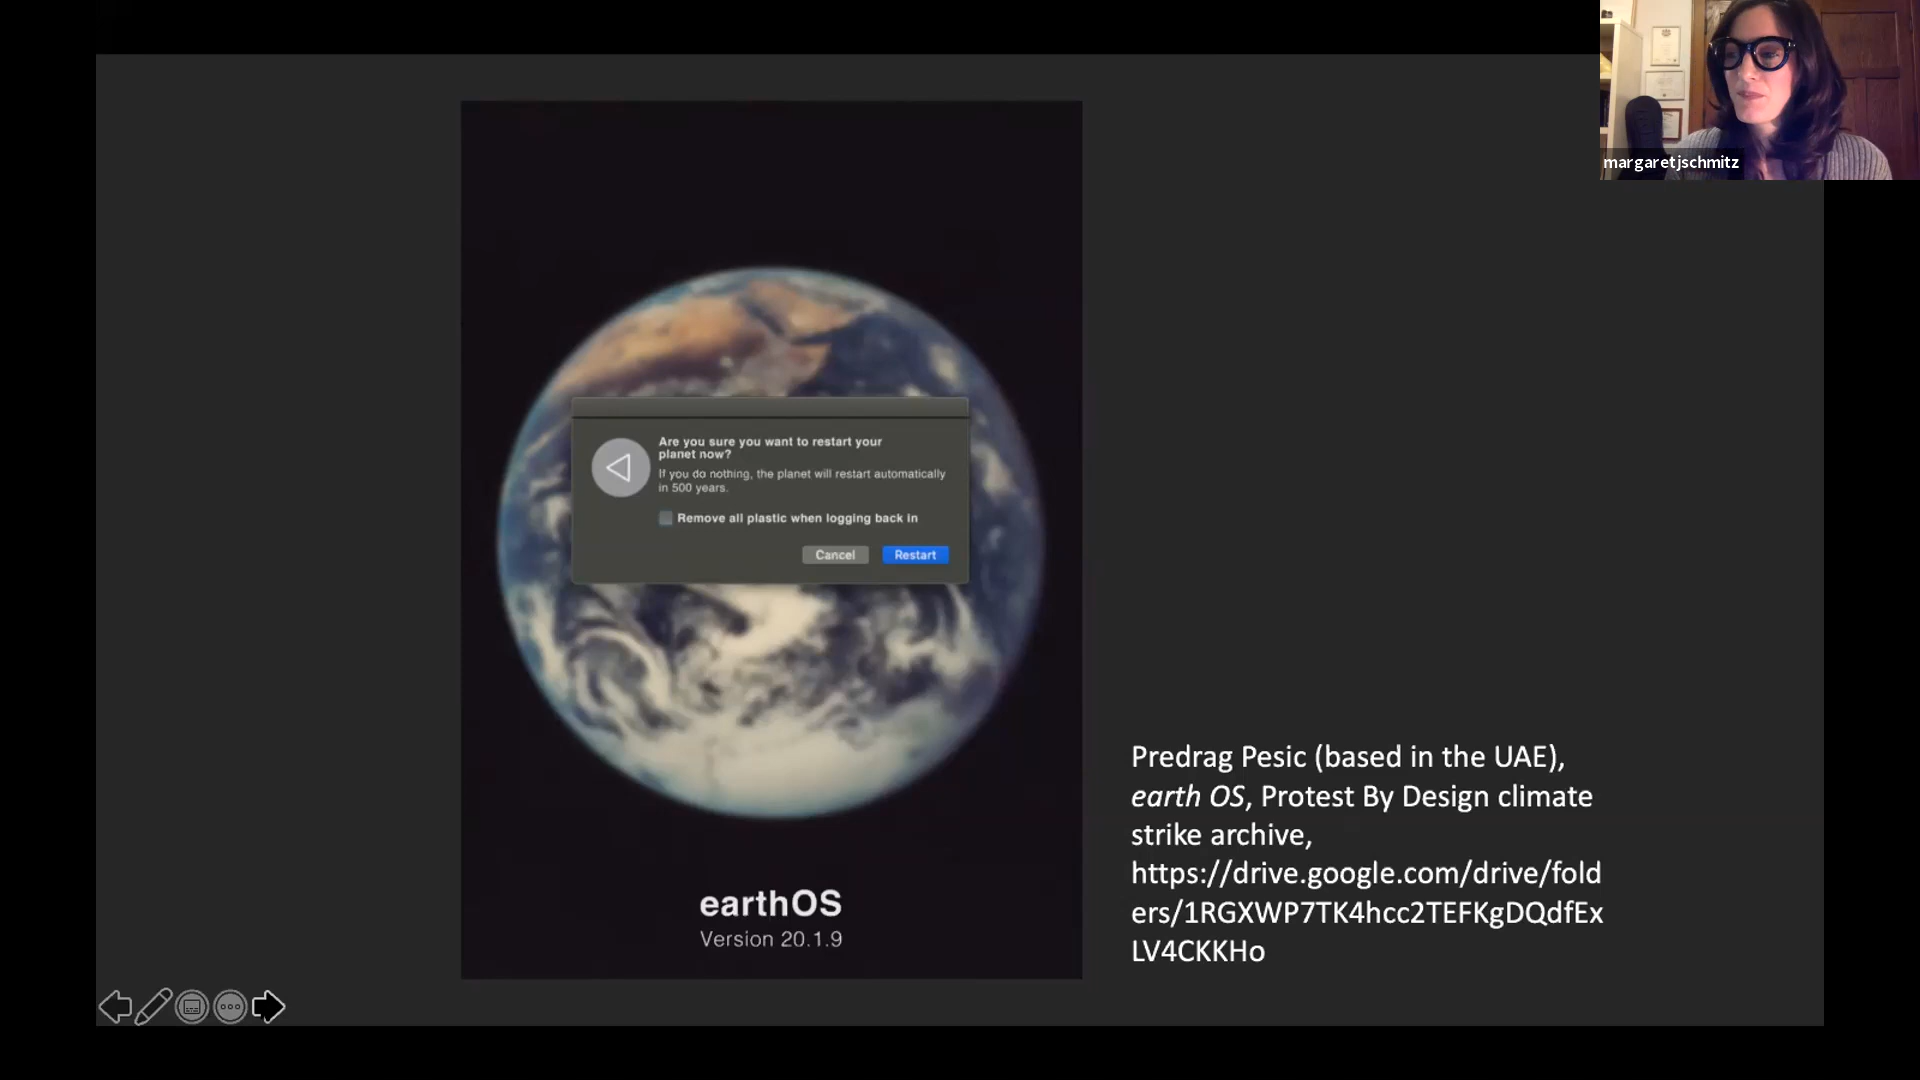 margaretjschmitz
Are you sure you want to restart your
planet now?
If you do nothing, the planet will restart automatically
in 500 years.
Remove all plastic when logging back in
Cancel
Restart
earthOS
Version 20.1.9
Predrag Pesic (based in the UAE),
earth OS, Protest By Design climate
strike archive,
https://drive.google.com/drive/fold
ers/1RGXWP7TK4hcc2TEFKgDQdfEx
LV4CKKHo